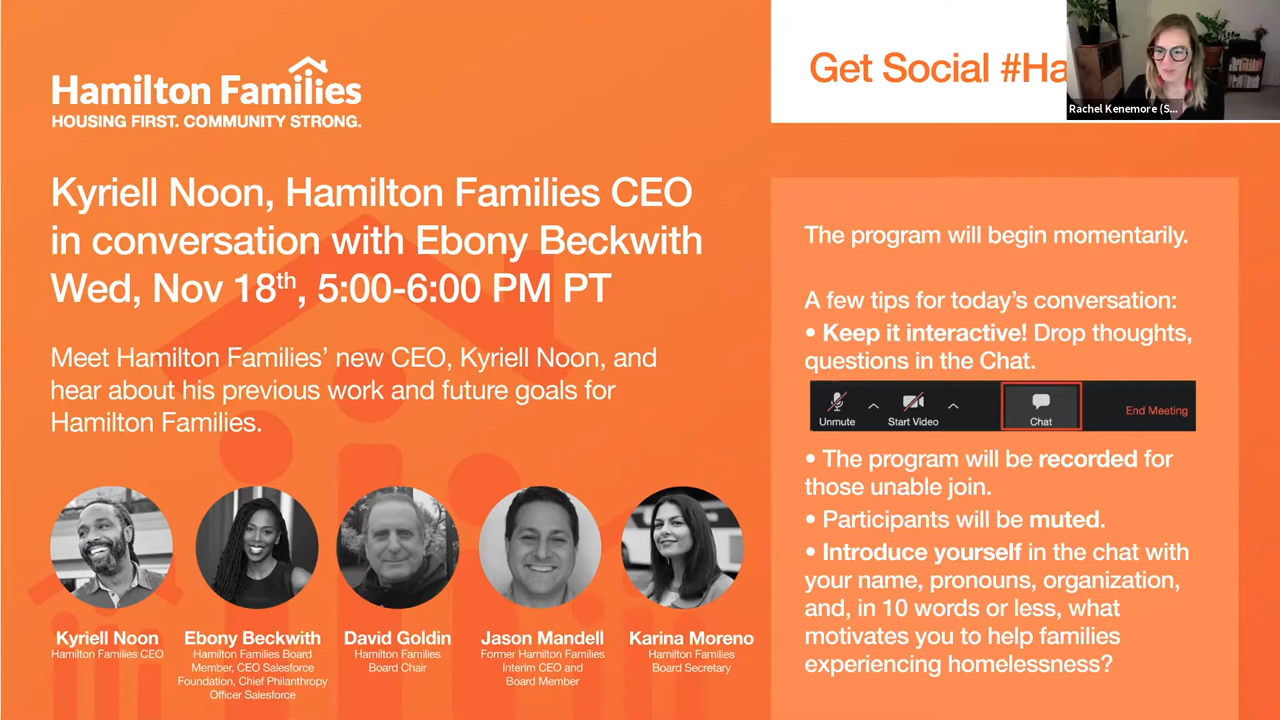 Hamilton Families
HOUSING FIRST. COMMUNITY STRONG.
Kyriell Noon, Hamilton Families CEO
in conversation with Ebony Beckwith
Wed, Nov 18th, 5:00-6:00 PM PT
Meet Hamilton Families’ new CEO, Kyriell Noon, and
hear about his previous work and future goals for
Hamilton Families.
Kyriell Noon
Hamilton Families CEO
Ebony Beckwith
Hamilton Families Board
Member, CEO Salesforce
Foundation, Chief Philanthropy
Officer Salesforce
David Goldin
Hamilton Families
Board Chair
Jason Mandell
Former Hamilton Families
Interim CEO and
Board Member
Karina Moreno
Hamilton Families
Board Secretary
Get Social #Ha
Rachel Kenemore (S...
The program will begin momentarily.
A few tips for today’s conversation:
• Keep it interactive! Drop thoughts,
questions in the Chat.
Unmute Start Video Chat End Meeting
• The program will be recorded for
those unable join.
• Participants will be muted.
• Introduce yourself in the chat with
your name, pronouns, organization,
and, in 10 words or less, what
motivates you to help families
experiencing homelessness?